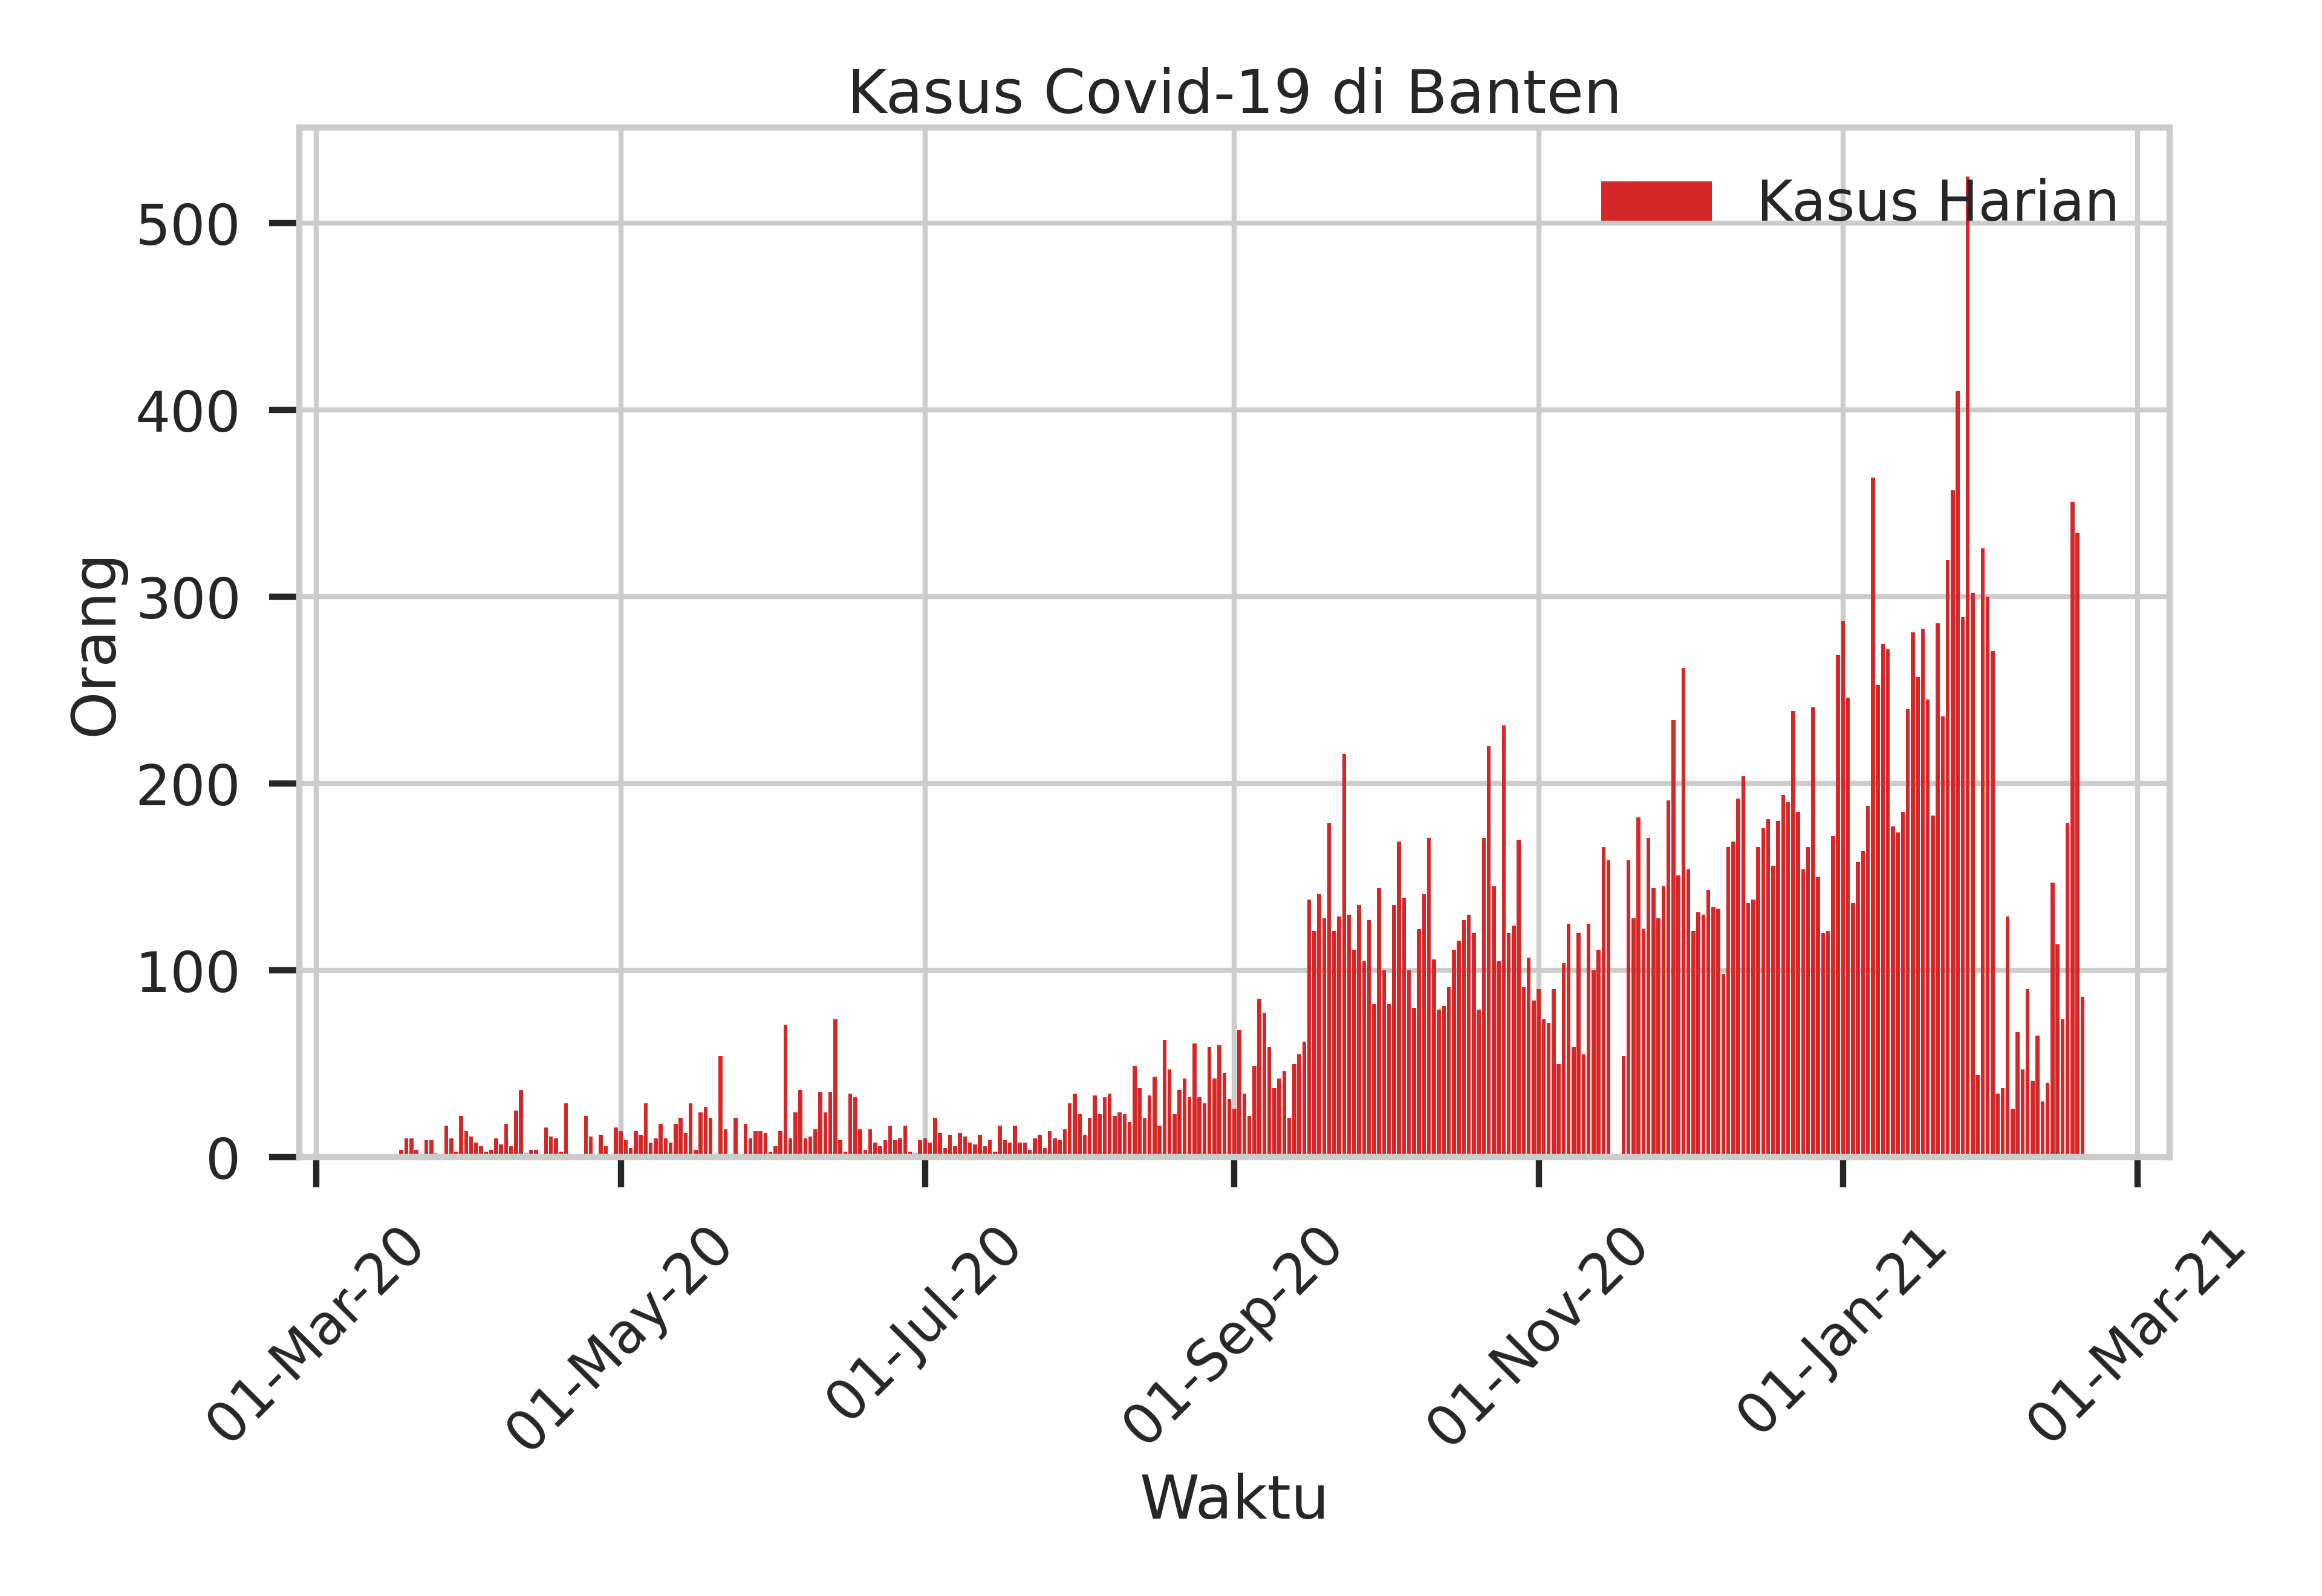 Kasus Covid-19 di Banten
Kasus Harian
500
400
300
200
100
0
Orang
01-Mar-20
01-May-20
01-Jul-20
01-Sep-20
01-Nov-20
01-Jan-21
01-Mar-21
Waktu